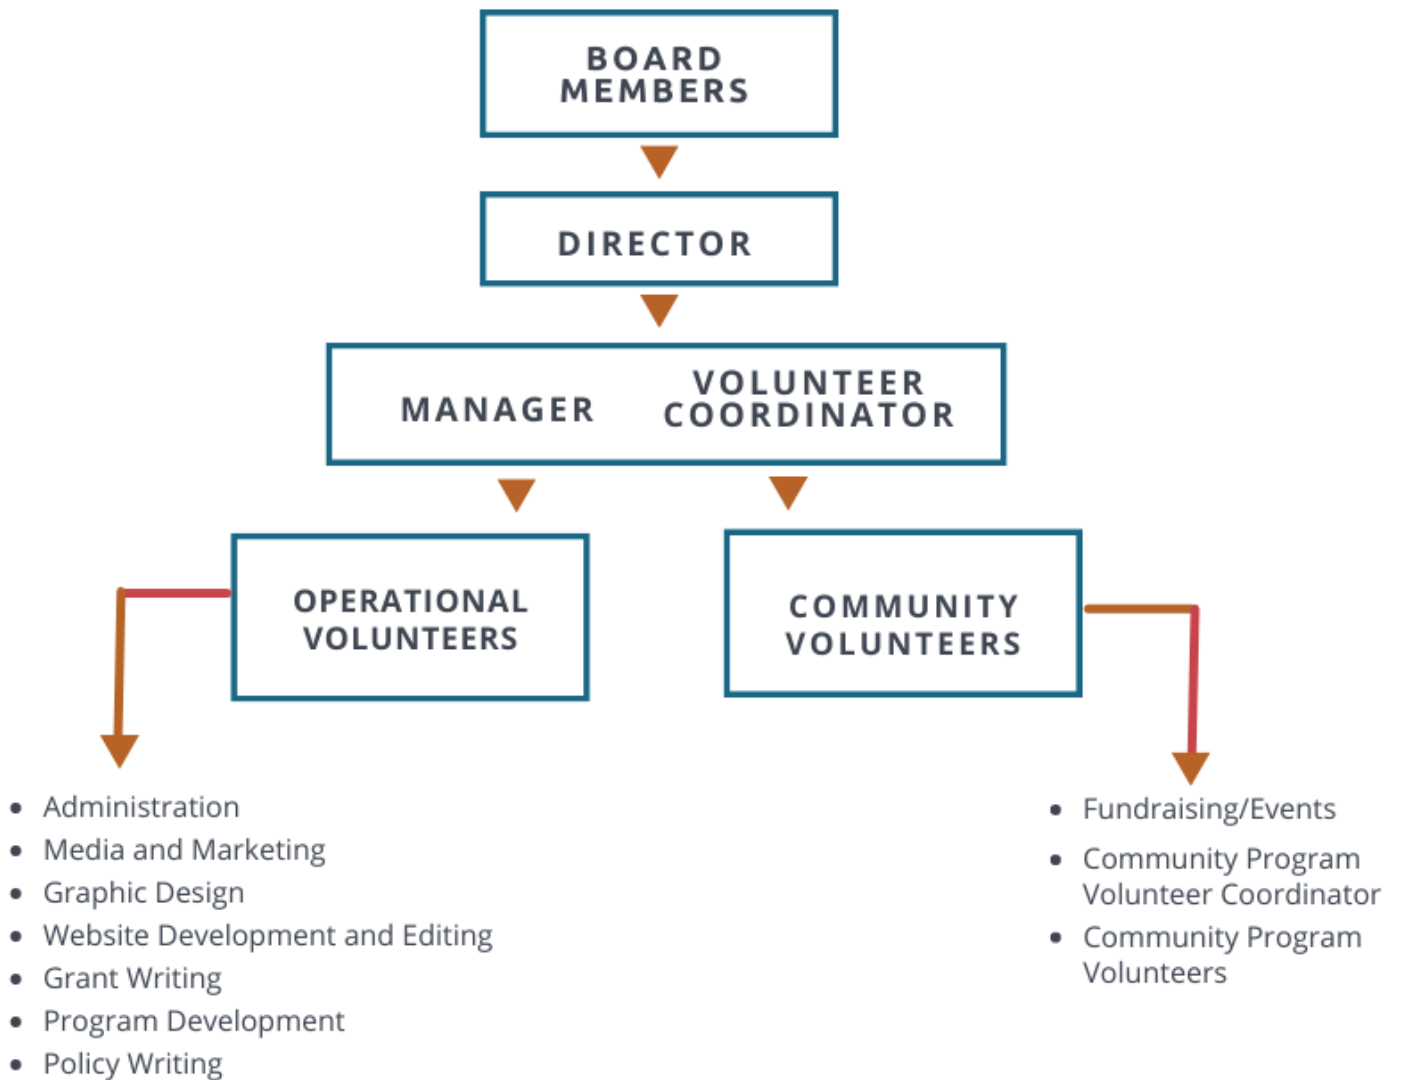 BOARD
MEMBERS
DIRECTOR
MANAGER
VOLUNTEER
COORDINATOR
OPERATIONAL
VOLUNTEERS
COMMUNITY
VOLUNTEERS
• Administration
• Media and Marketing
• Graphic Design
• Website Development and Editing
• Grant Writing
• Program Development
• Policy Writing
• Fundraising/Events
• Community Program
Volunteer Coordinator
• Community Program
Volunteers